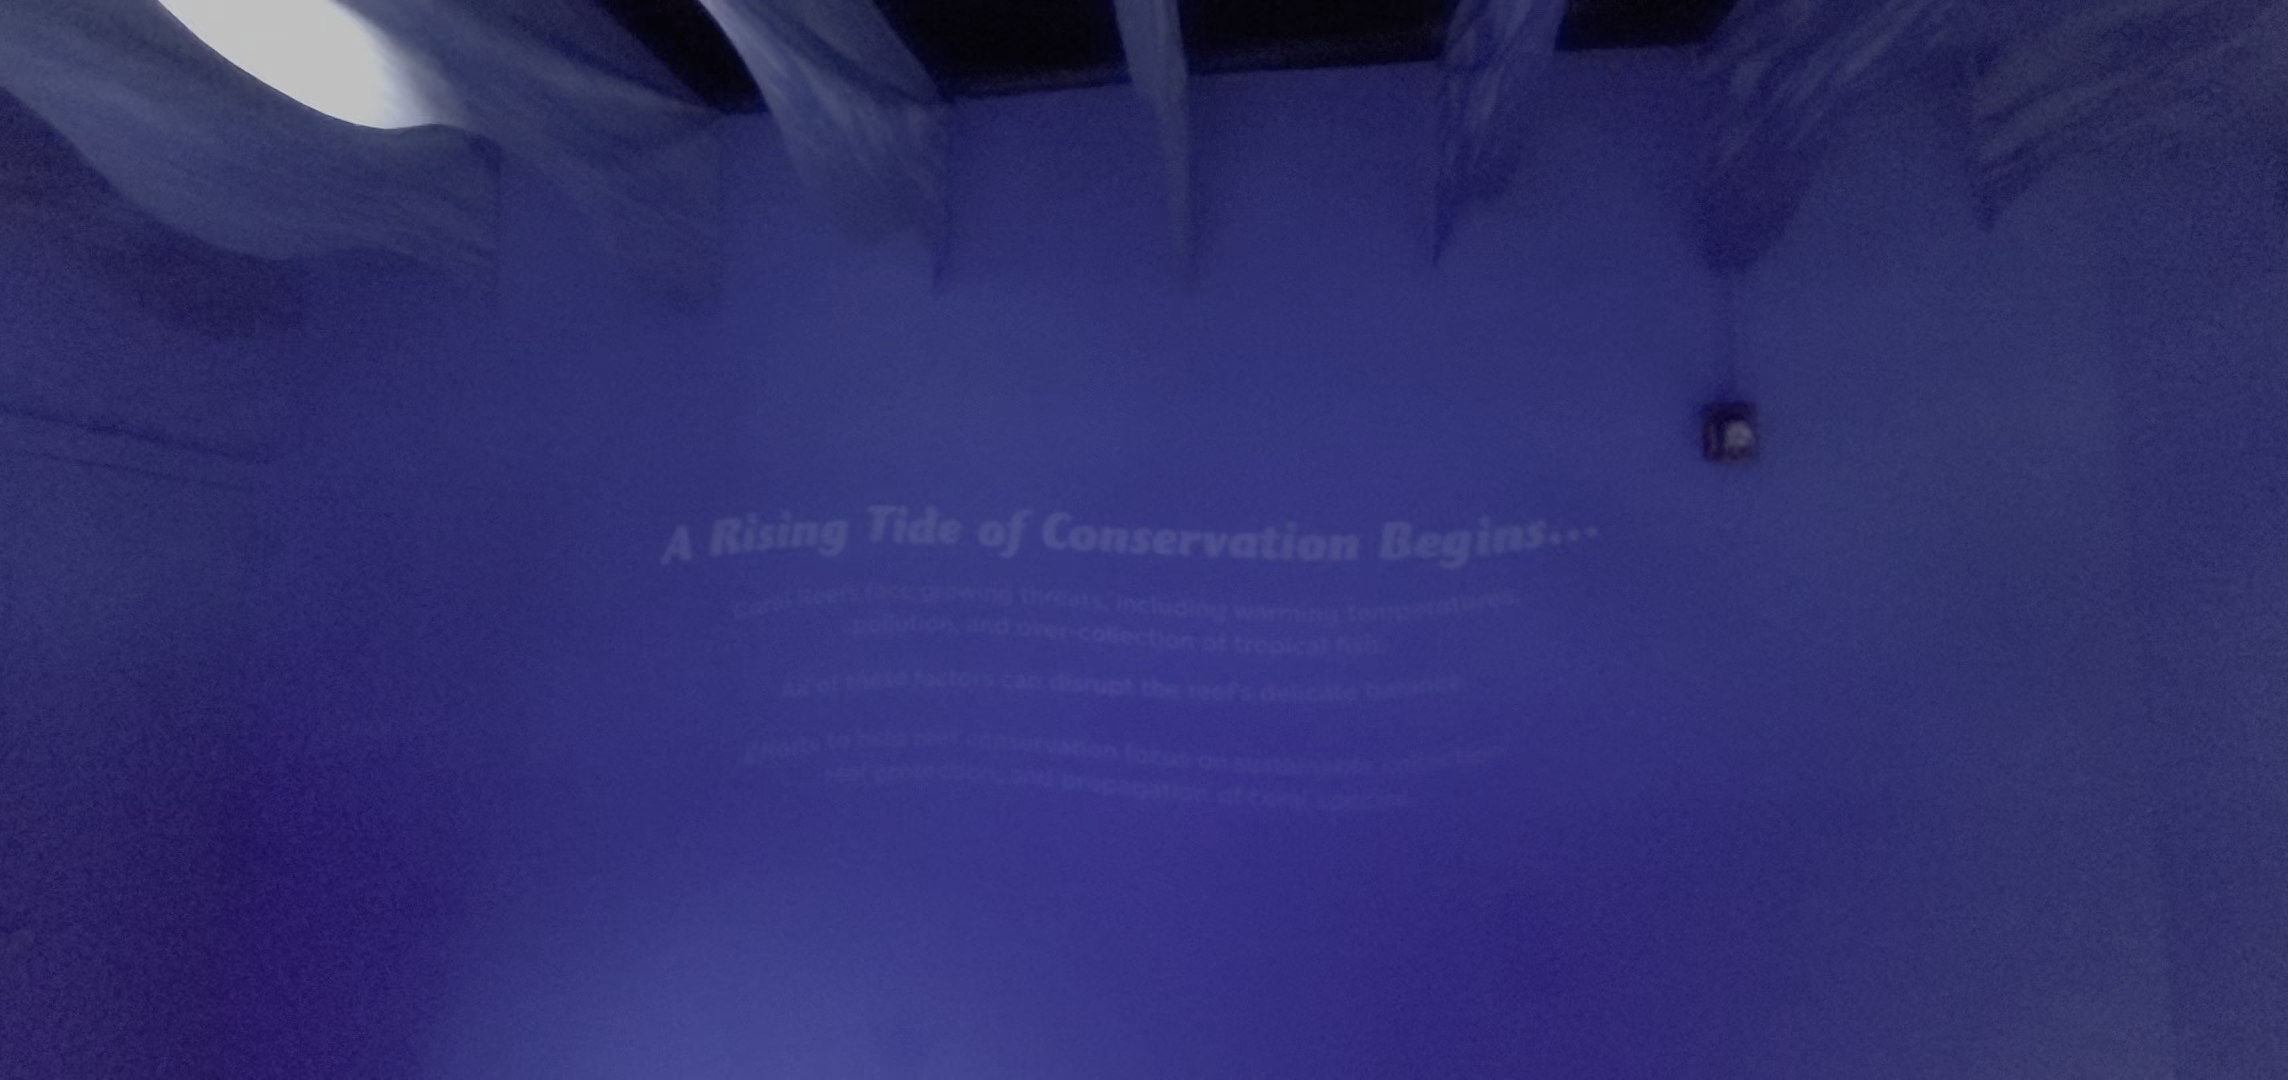 A Rising Tide of Conservation Begins...
Coral Reefs face growing threats, including warming temperatures,
pollution, and over-collection of tropical fish.
All of these factors can disrupt the reef's delicate balance.
Efforts to help reef conservation focus on sustainable collection,
reef protection, and propagation of coral species.